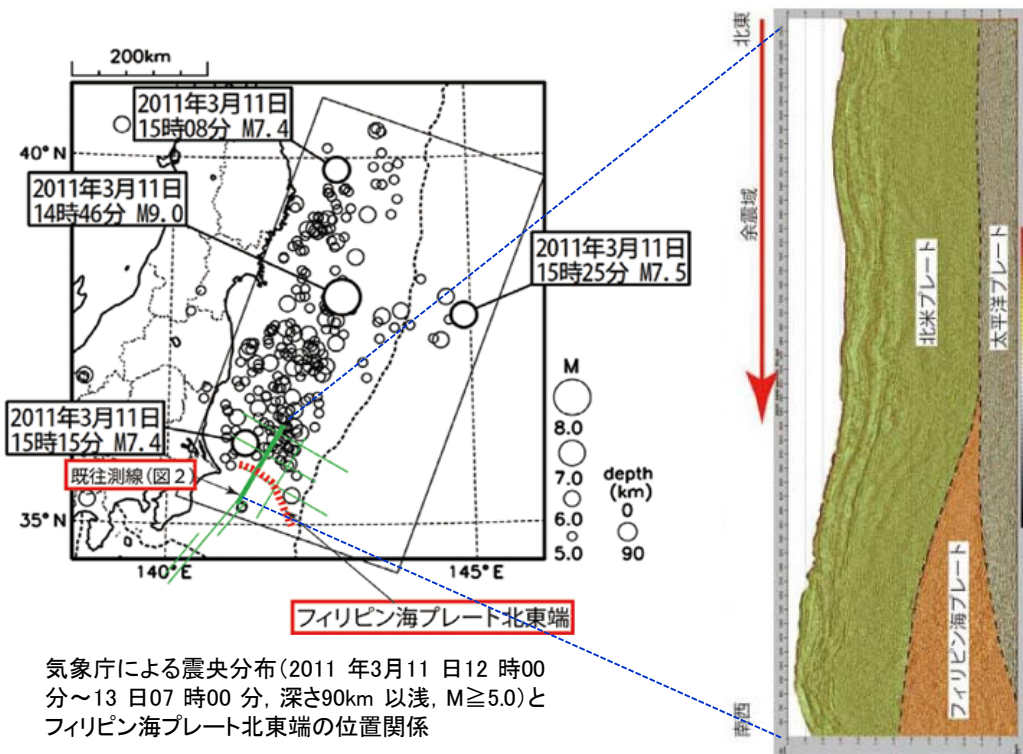 200km
2011年3月11日
15時08分 M7.4
40°N
2011年3月11日
14時46分 M9.0
2011年3月11日
15時25分 M7.5
2011年3月11日
15時15分 M7.4
既往測線(図2)
35°N
140°E
145°E
M
8.0
7.0
6.0
5.0
depth
(km)
0
90
フィリピン海プレート北東端
気象庁による震央分布(2011 年3月11 日12 時00
分～13 日07 時00 分, 深さ90km 以浅, M≧5.0)と
フィリピン海プレート北東端の位置関係
北東
余震域
南西
北米プレート
太平洋プレート
フィリピン海プレート